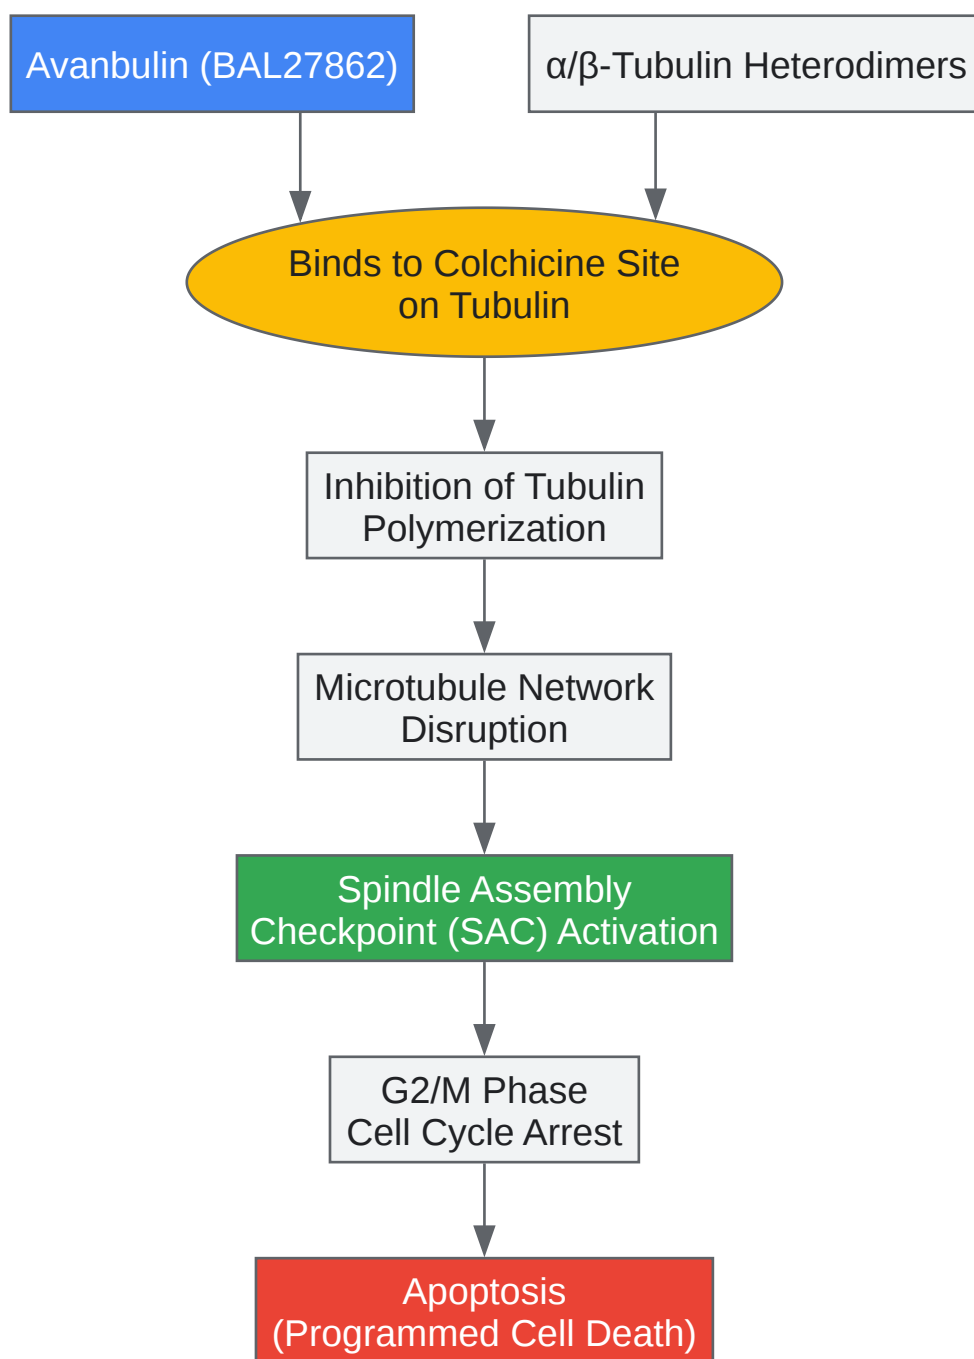 Avanbulin (BAL27862)
α/β-Tubulin Heterodimers
Binds to Colchicine Site
on Tubulin
Inhibition of Tubulin
Polymerization
Microtubule Network
Disruption
Spindle Assembly
Checkpoint (SAC) Activation
G2/M Phase
Cell Cycle Arrest
Apoptosis
(Programmed Cell Death)